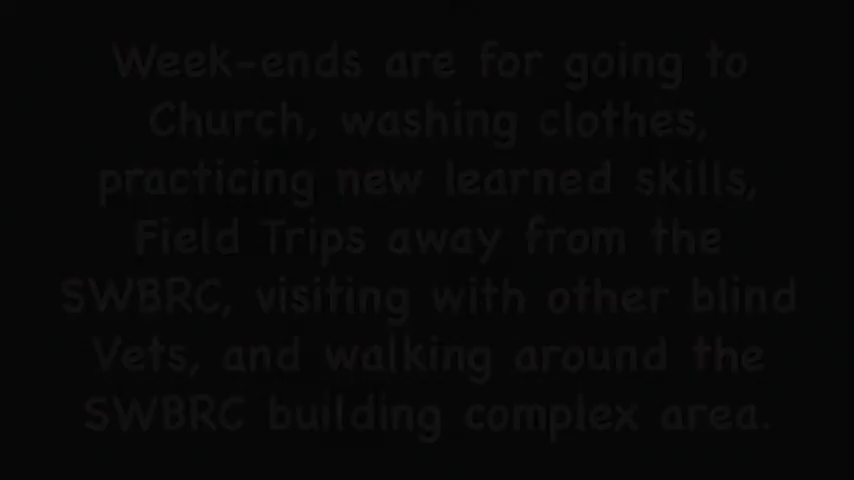 Week-ends are for going to
Church, washing clothes,
practicing new learned skills,
Field Trips away from the
SWBRC, visiting with other blind
Vets, and walking around the
SWBRC building complex area.